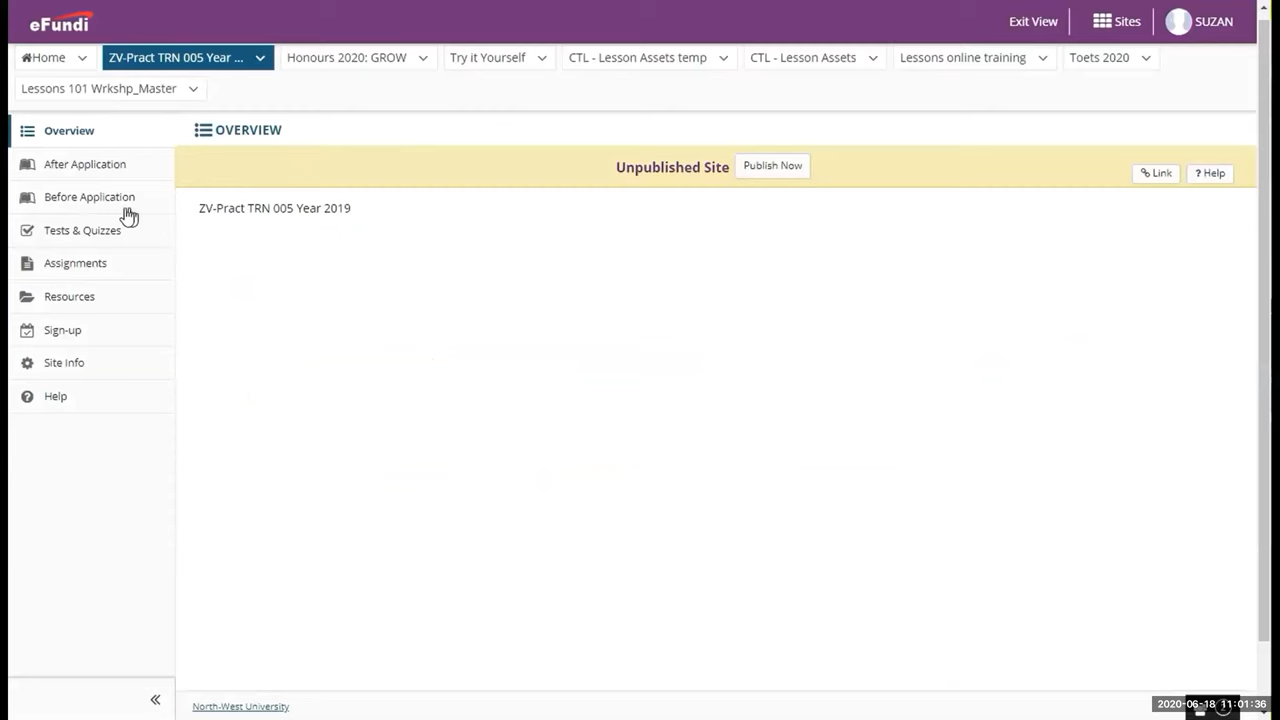 eFundi
Exit View
Sites
SUZAN
Home
ZV-Pract TRN 005 Year ...
Honours 2020: GROW
Try it Yourself
CTL - Lesson Assets temp
CTL - Lesson Assets
Lessons online training
Toets 2020
Lessons 101 Wrkshp_Master
Overview
After Application
Before Application
Tests & Quizzes
Assignments
Resources
Sign-up
Site Info
Help
OVERVIEW
Unpublished Site
Publish Now
Link
? Help
ZV-Pract TRN 005 Year 2019
North-West University
2020-06-18 11:01:36